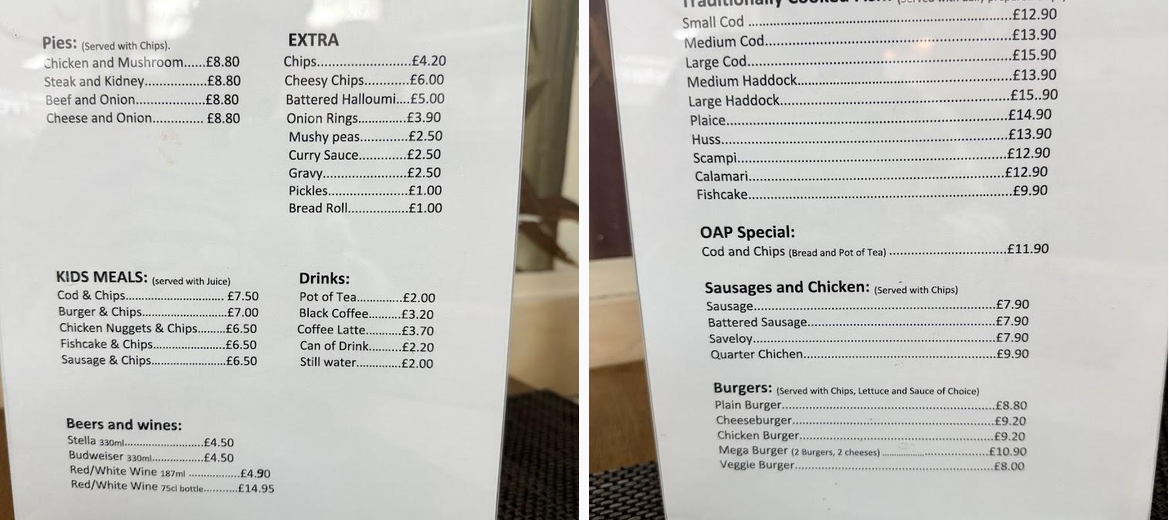 Pies: (Served with Chips).
Chicken and Mushroom......£8.80
Steak and Kidney................£8.80
Beef and Onion..................£8.80
Cheese and Onion............. £8.80
EXTRA
Chips..........................£4.20
Cheesy Chips............£6.00
Battered Halloumi....£5.00
Onion Rings..............£3.90
Mushy peas..............£2.50
Curry Sauce..............£2.50
Gravy.........................£2.50
Pickles.......................£1.00
Bread Roll..................£1.00
KIDS MEALS: (served with Juice)
Cod & Chips............................ £7.50
Burger & Chips........................£7.00
Chicken Nuggets & Chips........£6.50
Fishcake & Chips.....................£6.50
Sausage & Chips......................£6.50
Drinks:
Pot of Tea.............£2.00
Black Coffee..........£3.20
Coffee Latte...........£3.70
Can of Drink..........£2.20
Still water.............£2.00
Beers and wines:
Stella 330ml.......................£4.50
Budweiser 330ml...............£4.50
Red/White Wine 187ml ..............£4.90
Red/White Wine 75cl bottle..........£14.95
Traditionally Cooked
Small Cod ..................................................................£12.90
Medium Cod..............................................................£13.90
Large Cod..................................................................£15.90
Medium Haddock.....................................................£13.90
Large Haddock.........................................................£15..90
Plaice........................................................................£14.90
Huss..........................................................................£13.90
Scampi......................................................................£12.90
Calamari...................................................................£12.90
Fishcake...................................................................£9.90
OAP Special:
Cod and Chips (Bread and Pot of Tea) ..............................£11.90
Sausages and Chicken: (Served with Chips)
Sausage..............................................................£7.90
Battered Sausage...............................................£7.90
Saveloy...............................................................£7.90
Quarter Chichen.................................................£9.90
Burgers: (Served with Chips, Lettuce and Sauce of Choice)
Plain Burger.......................................................£8.80
Cheeseburger....................................................£9.20
Chicken Burger..................................................£9.20
Mega Burger (2 Burgers, 2 cheeses) ..............................£10.90
Veggie Burger....................................................£8.00